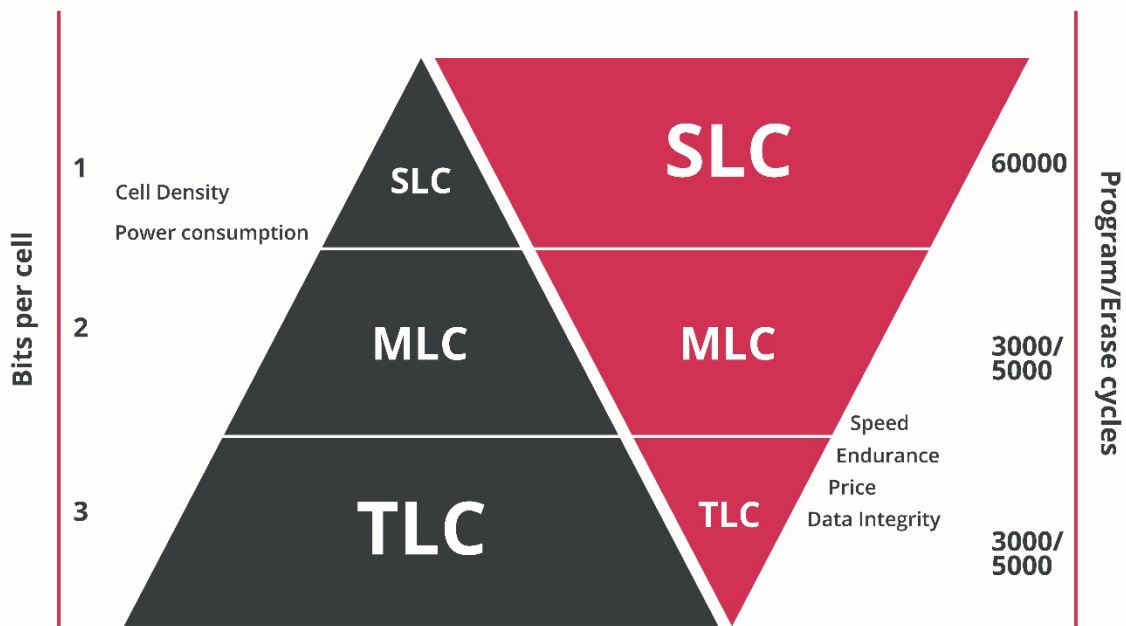 Bits per cell
1
Cell Density
Power consumption
2
3
SLC
MLC
TLC
SLC
MLC
TLC
Speed
Endurance
Price
Data Integrity
60000
3000/
5000
3000/
5000
Program/Erase cycles